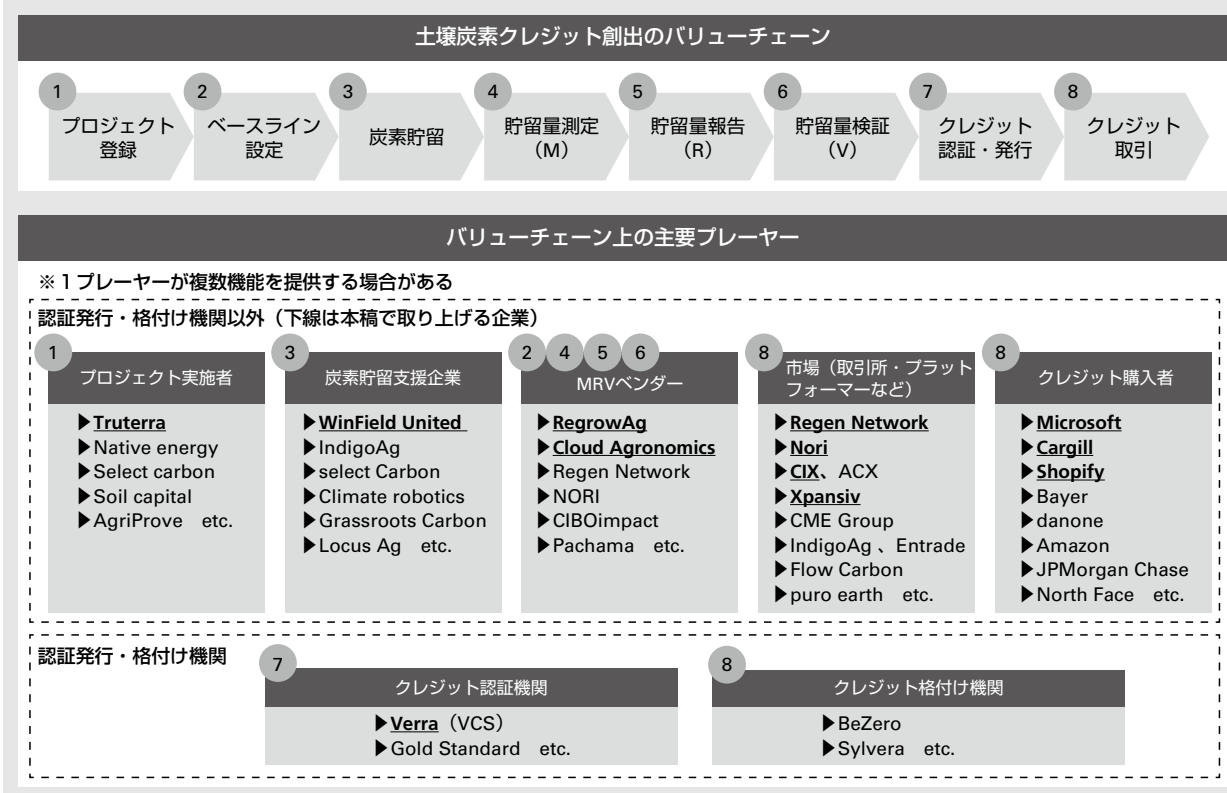 土壌炭素クレジット創出のバリューチェーン
1
プロジェクト
登録
2
ベースライン
設定
3
炭素貯留
4
貯留量測定
（M）
5
貯留量報告
（R）
6
貯留量検証
（V）
7
クレジット
認証・発行
8
クレジット
取引
バリューチェーン上の主要プレーヤー
※１プレーヤーが複数機能を提供する場合がある
認証発行・格付け機関以外（下線は本稿で取り上げる企業）
1
プロジェクト実施者
▶Truterra
▶Native energy
▶Select carbon
▶Soil capital
▶AgriProve etc.
3
炭素貯留支援企業
▶WinField United
▶IndigoAg
▶select Carbon
▶Climate robotics
▶Grassroots Carbon
▶Locus Ag etc.
2 4 5 6
MRVベンダー
▶RegrowAg
▶Cloud Agronomics
▶Regen Network
▶NORI
▶CIBOimpact
▶Pachama etc.
8
市場（取引所・プラット
フォーマーなど）
▶Regen Network
▶Nori
▶CIX、ACX
▶Xpansiv
▶CME Group
▶IndigoAg 、Entrade
▶Flow Carbon
▶puro earth etc.
8
クレジット購入者
▶Microsoft
▶Cargill
▶Shopify
▶Bayer
▶danone
▶Amazon
▶JPMorgan Chase
▶North Face etc.
認証発行・格付け機関
7
クレジット認証機関
▶Verra（VCS）
▶Gold Standard etc.
8
クレジット格付け機関
▶BeZero
▶Sylvera etc.